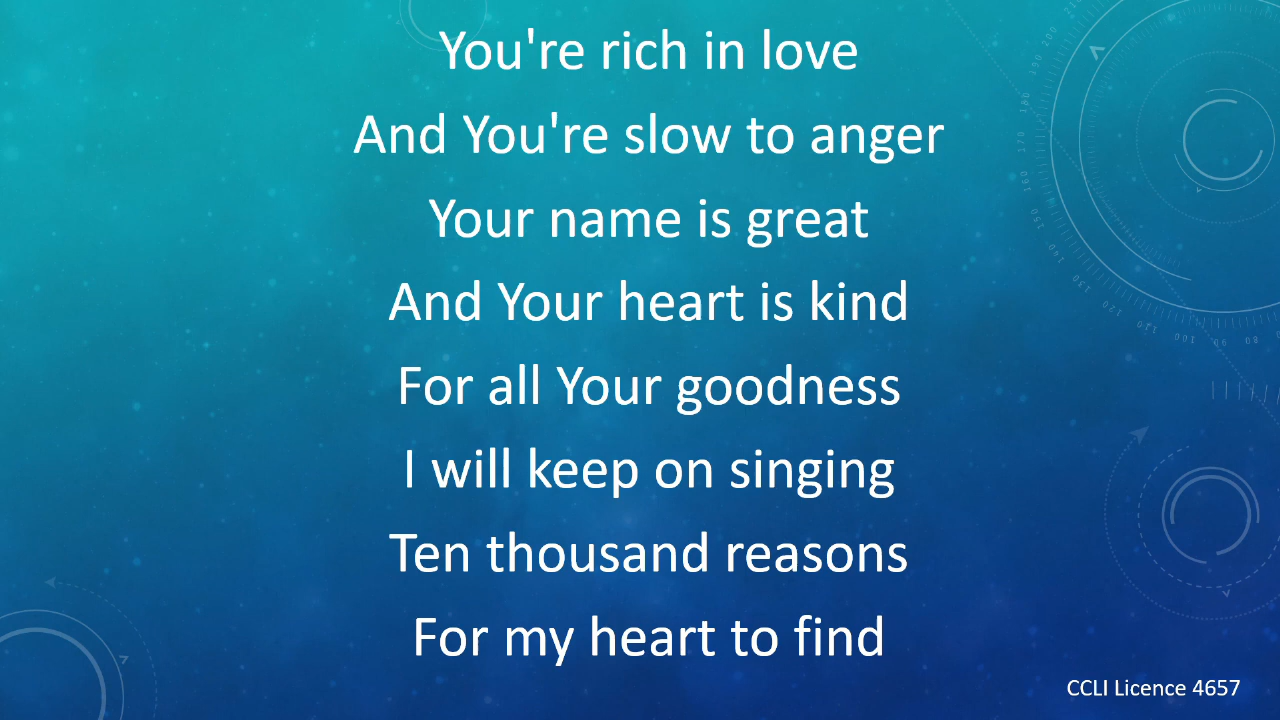 You're rich in love
And You're slow to anger
Your name is great
And Your heart is kind
For all Your goodness
I will keep on singing
Ten thousand reasons
For my heart to find
CCLI Licence 4657